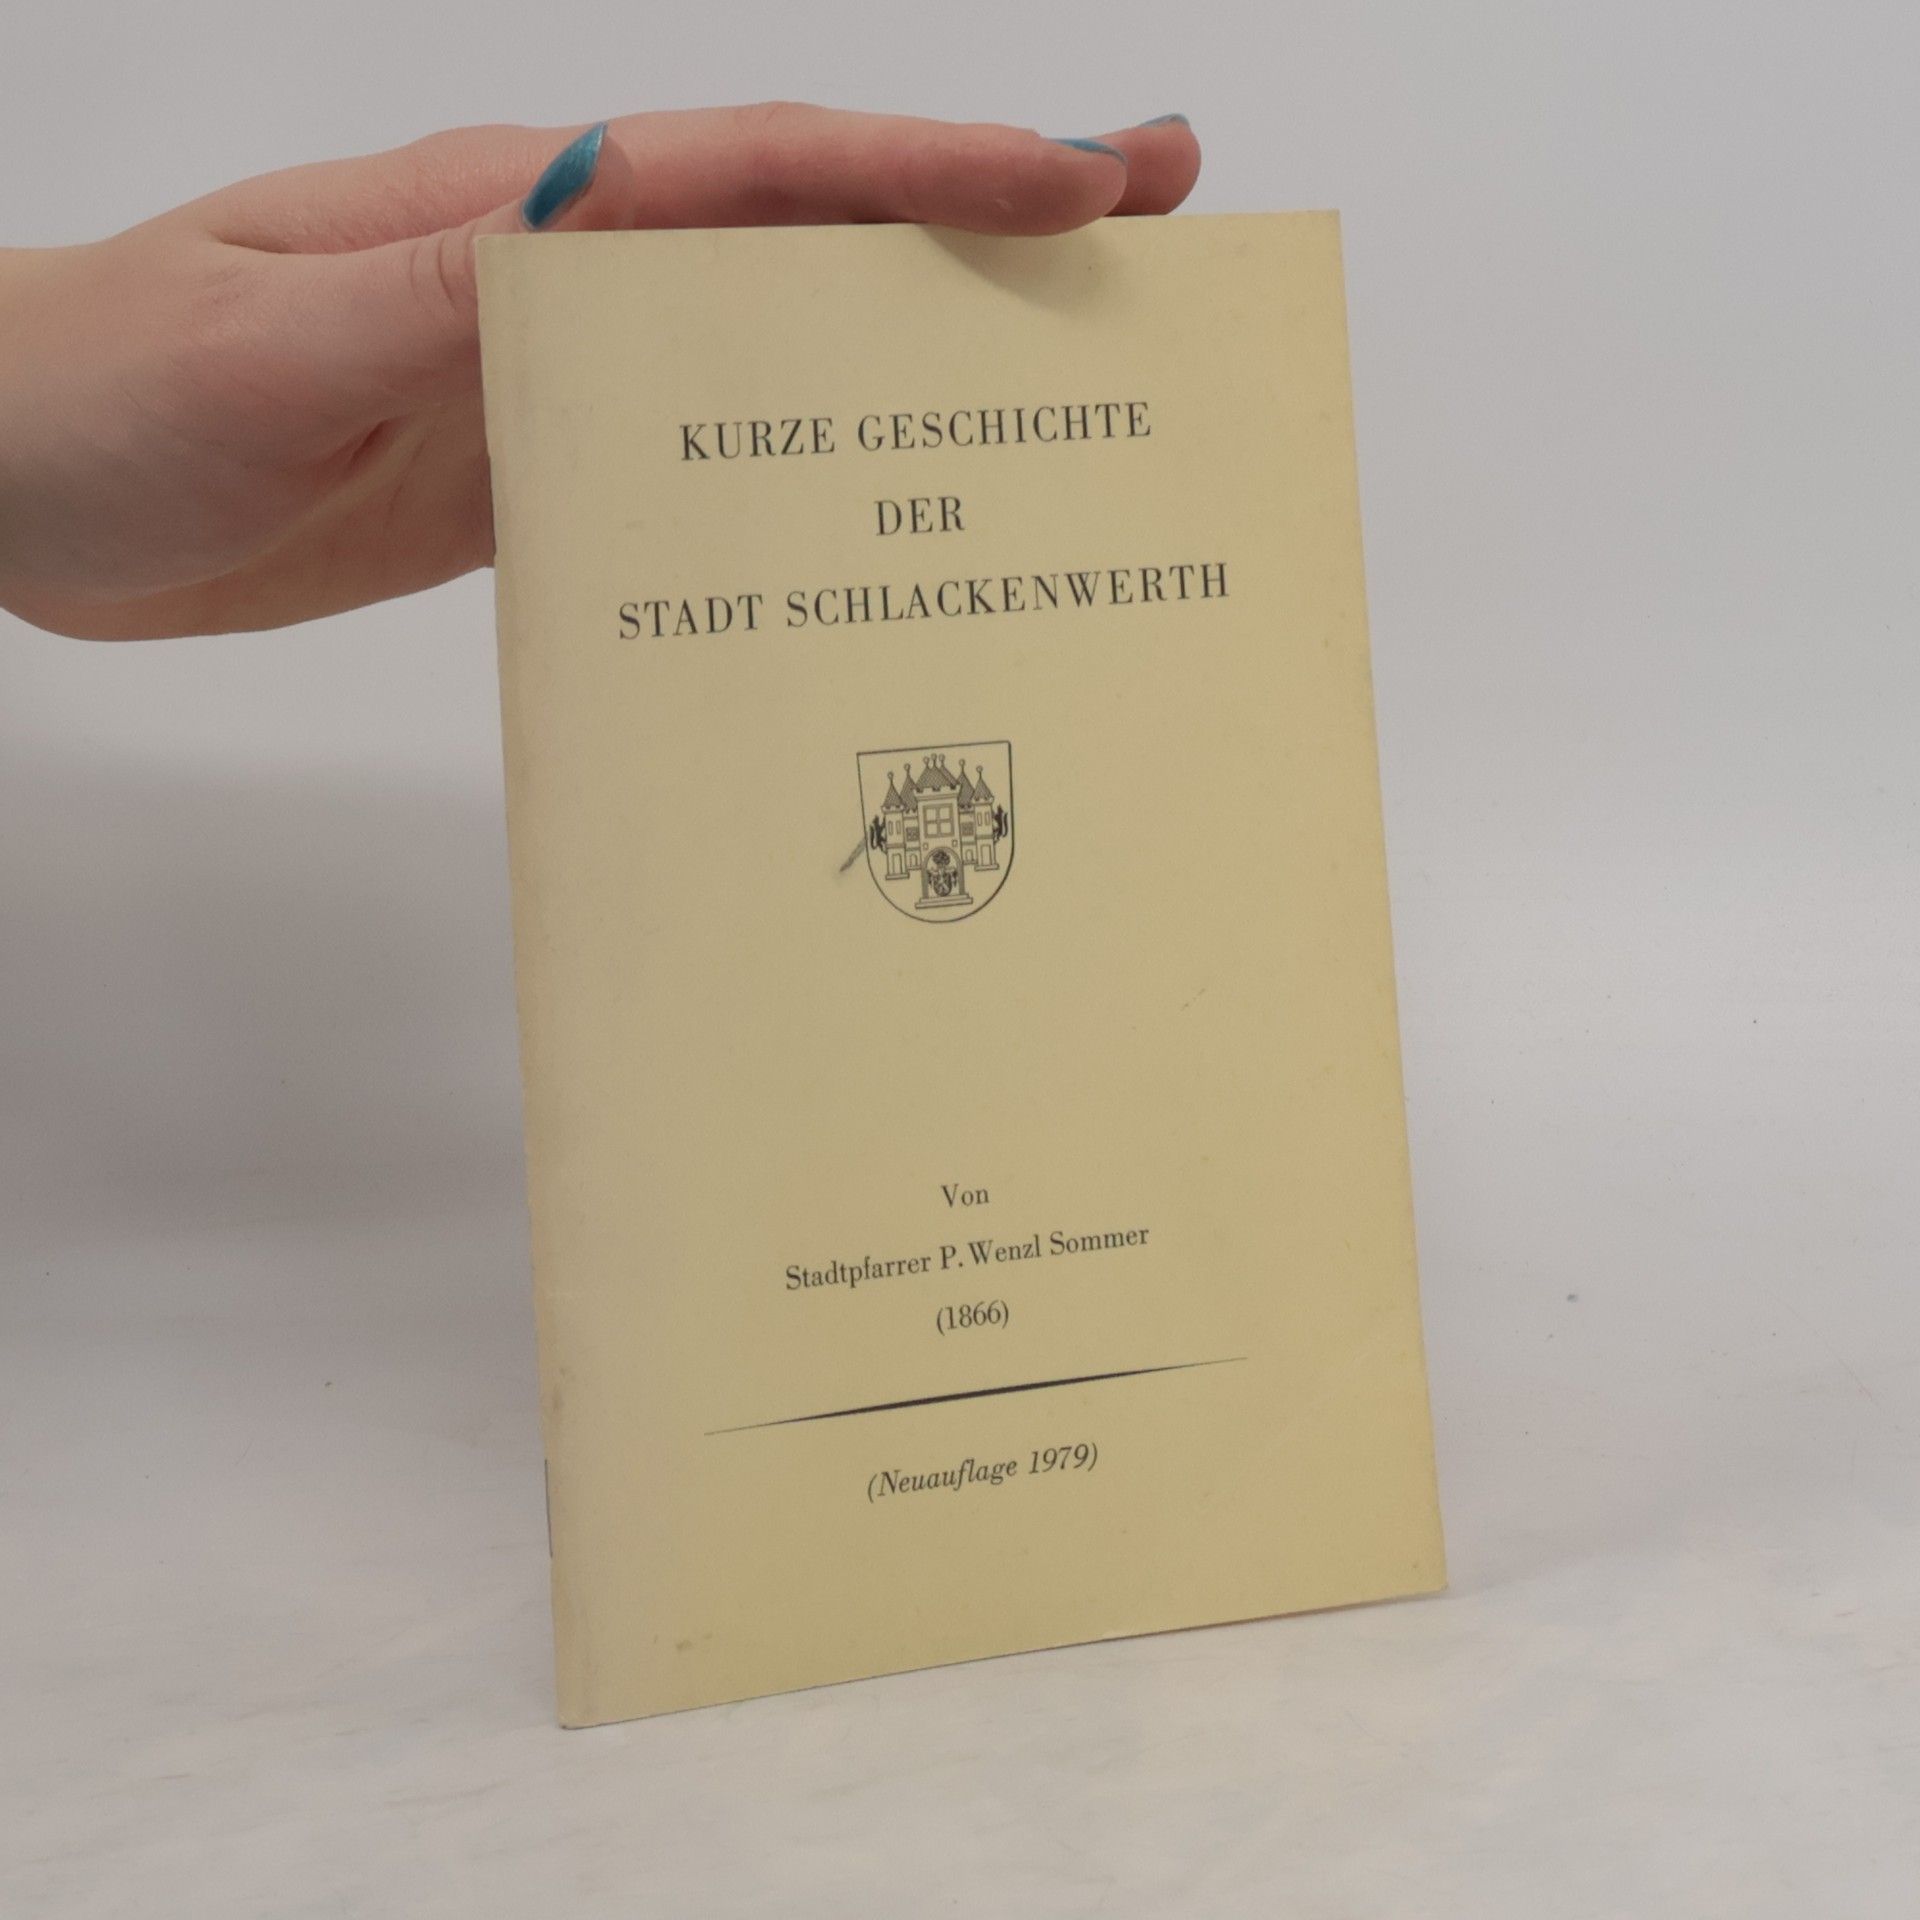 KURZE GESCHICHTE
DER
STADT SCHLACKENWERTH
Von
Stadtpfarrer P. Wenzl Sommer
(1866)
(Neuauflage 1979)